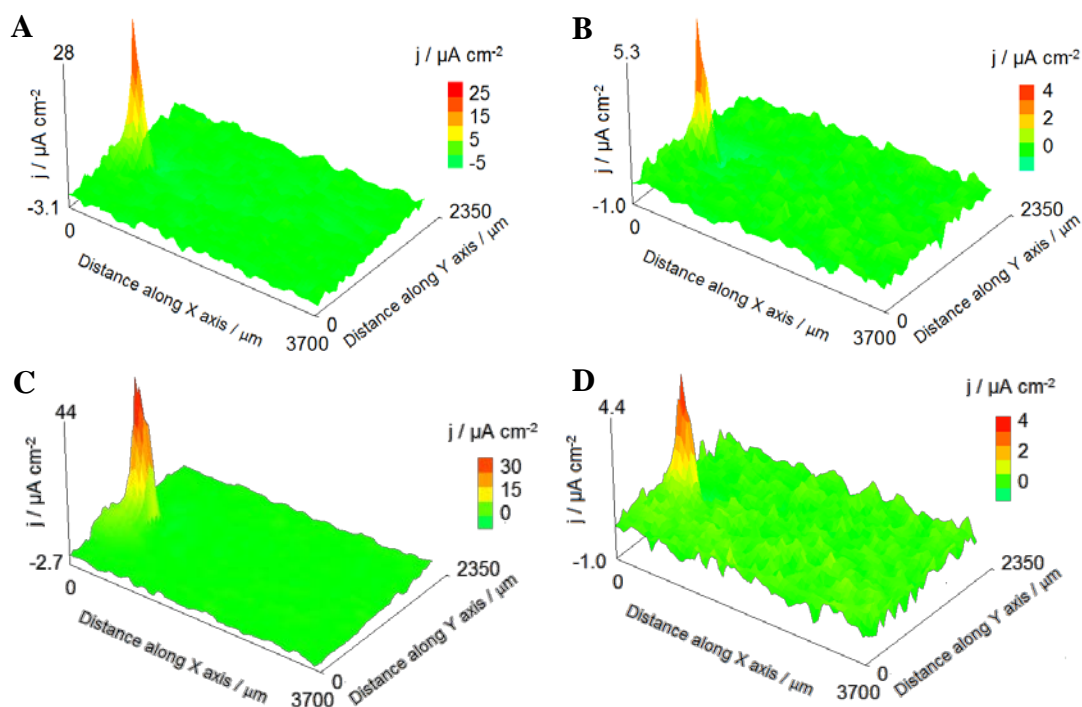 A
28
j / µA cm-2
-3.1
0
Distance along X axis / µm
3700
0
Distance along Y axis / µm
2350
j / µA cm-2
25
15
5
-5
B
5.3
j / µA cm-2
-1.0
0
Distance along X axis / µm
3700
0
Distance along Y axis / µm
2350
j / µA cm-2
4
2
0
C
44
j / µA cm-2
-2.7
0
Distance along X axis / µm
3700
0
Distance along Y axis / µm
2350
j / µA cm-2
30
15
0
D
4.4
j / µA cm-2
-1.0
0
Distance along X axis / µm
3700
0
Distance along Y axis / µm
2350
j / µA cm-2
4
2
0